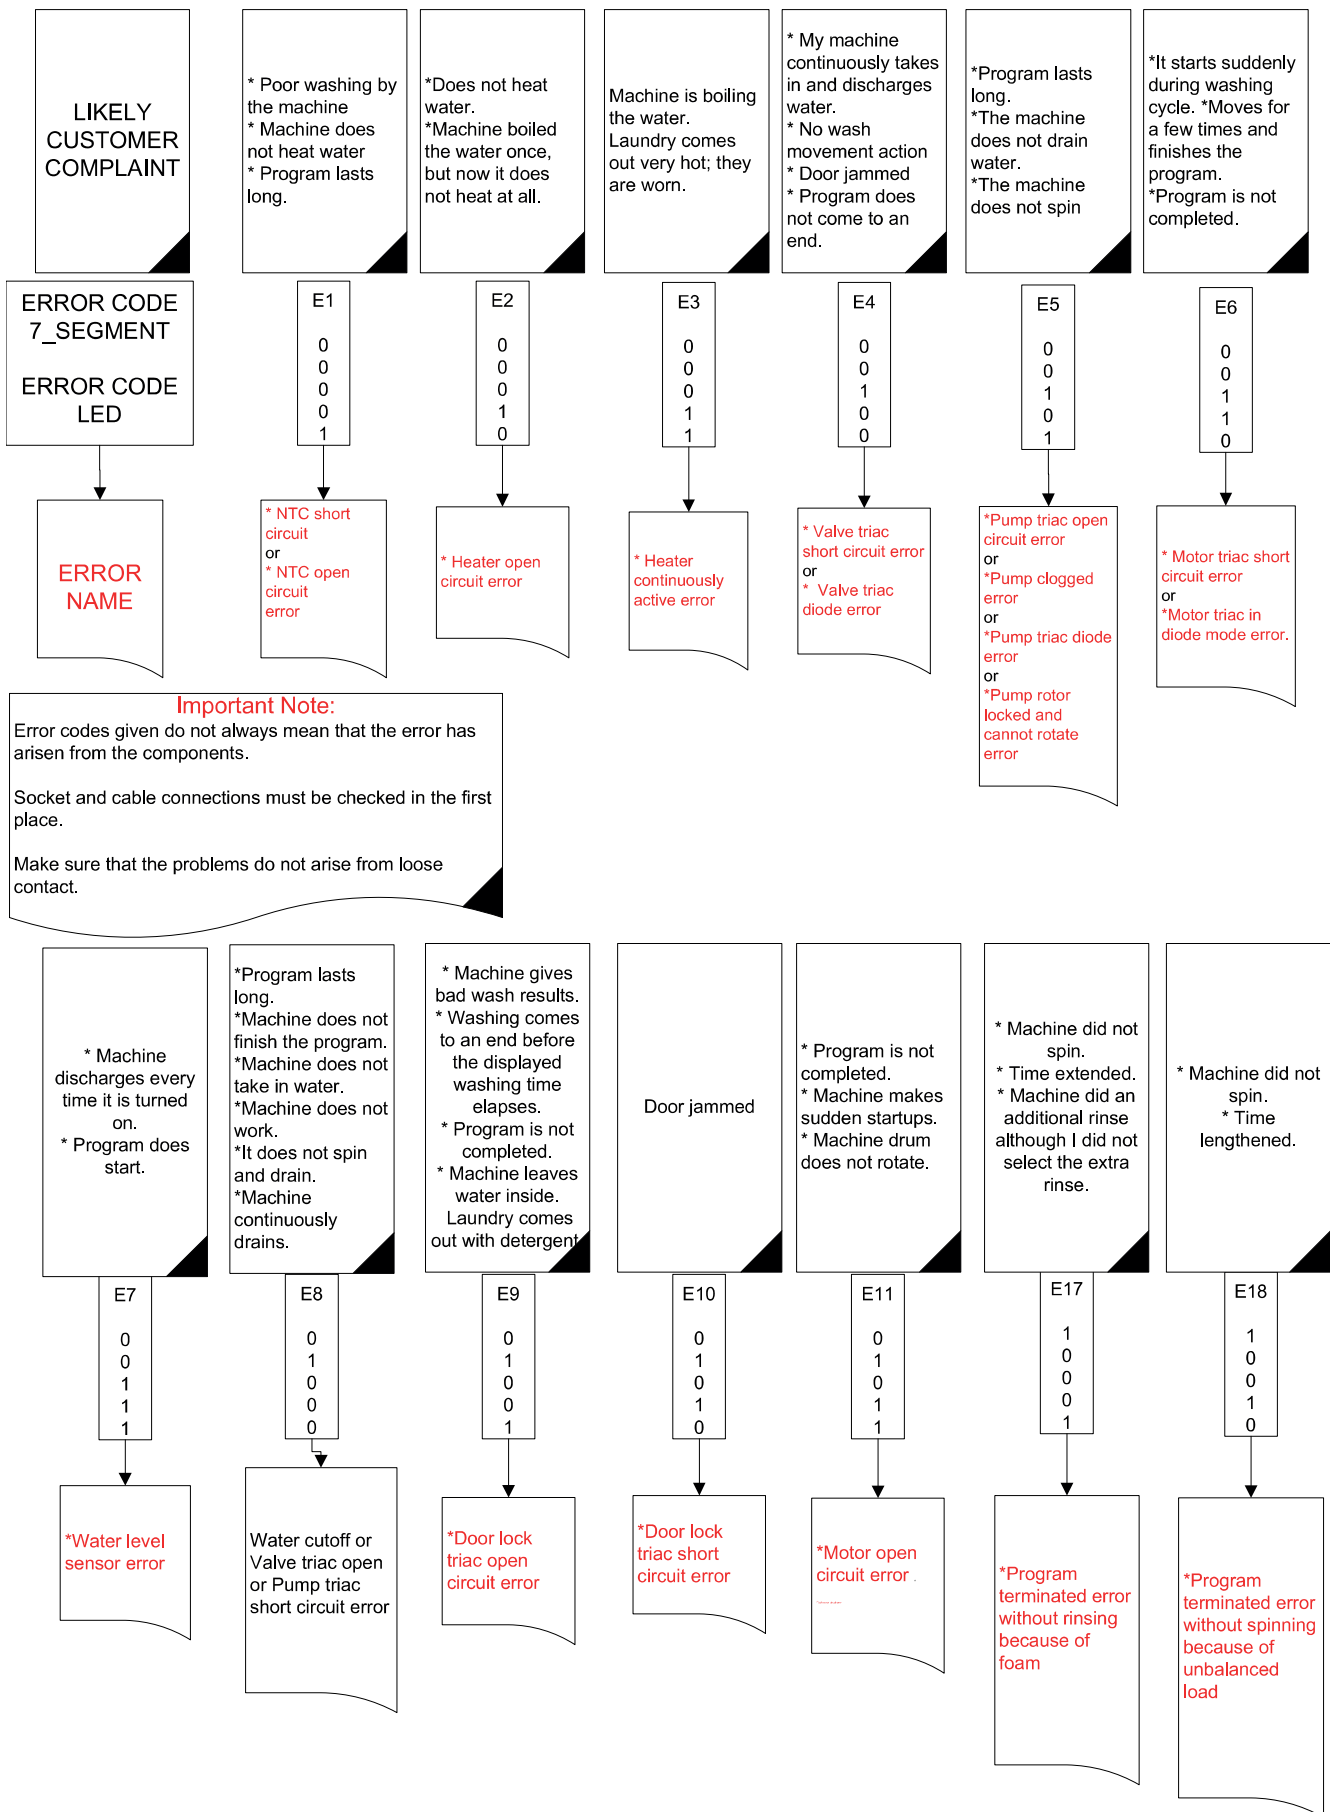 LIKELY
CUSTOMER
COMPLAINT
* Poor washing by
the machine
* Machine does
not heat water
* Program lasts
long.
*Does not heat
water.
*Machine boiled
the water once,
but now it does
not heat at all.
Machine is boiling
the water.
Laundry comes
out very hot; they
are worn.
* My machine
continuously takes
in and discharges
water.
* No wash
movement action
* Door jammed
* Program does
not come to an
end.
*Program lasts
long.
*The machine
does not drain
water.
*The machine
does not spin
*It starts suddenly
during washing
cycle. *Moves for
a few times and
finishes the
program.
*Program is not
completed.
ERROR CODE
7_SEGMENT
ERROR CODE
LED
E1
0
0
0
0
1
E2
0
0
0
1
0
E3
0
0
0
1
1
E4
0
0
1
0
0
E5
0
0
1
0
1
E6
0
0
1
1
0
ERROR
NAME
* NTC short
circuit
or
* NTC open
circuit
error
* Heater open
circuit error
* Heater
continuously
active error
* Valve triac
short circuit error
or
* Valve triac
diode error
*Pump triac open
circuit error
or
*Pump clogged
error
or
*Pump triac diode
error
or
*Pump rotor
locked and
cannot rotate
error
* Motor triac short
circuit error
or
*Motor triac in
diode mode error.
Important Note:
Error codes given do not always mean that the error has
arisen from the components.
Socket and cable connections must be checked in the first
place.
Make sure that the problems do not arise from loose
contact.
* Machine
discharges every
time it is turned
on.
* Program does
start.
*Program lasts
long.
*Machine does not
finish the program.
*Machine does not
take in water.
*Machine does not
work.
*It does not spin
and drain.
*Machine
continuously
drains.
* Machine gives
bad wash results.
* Washing comes
to an end before
the displayed
washing time
elapses.
* Program is not
completed.
* Machine leaves
water inside.
Laundry comes
out with detergent
Door jammed
* Program is not
completed.
* Machine makes
sudden startups.
* Machine drum
does not rotate.
* Machine did not
spin.
* Time extended.
* Machine did an
additional rinse
although I did not
select the extra
rinse.
* Machine did not
spin.
* Time
lengthened.
E7
0
0
1
1
1
E8
0
1
0
0
0
E9
0
1
0
0
1
E10
0
1
0
1
0
E11
0
1
0
1
1
E17
1
0
0
0
1
E18
1
0
0
1
0
*Water level
sensor error
Water cutoff or
Valve triac open
or Pump triac
short circuit error
*Door lock
triac open
circuit error
*Door lock
triac short
circuit error
*Motor open
circuit error .
*Program
terminated error
without rinsing
because of
foam
*Program
terminated error
without spinning
because of
unbalanced
load